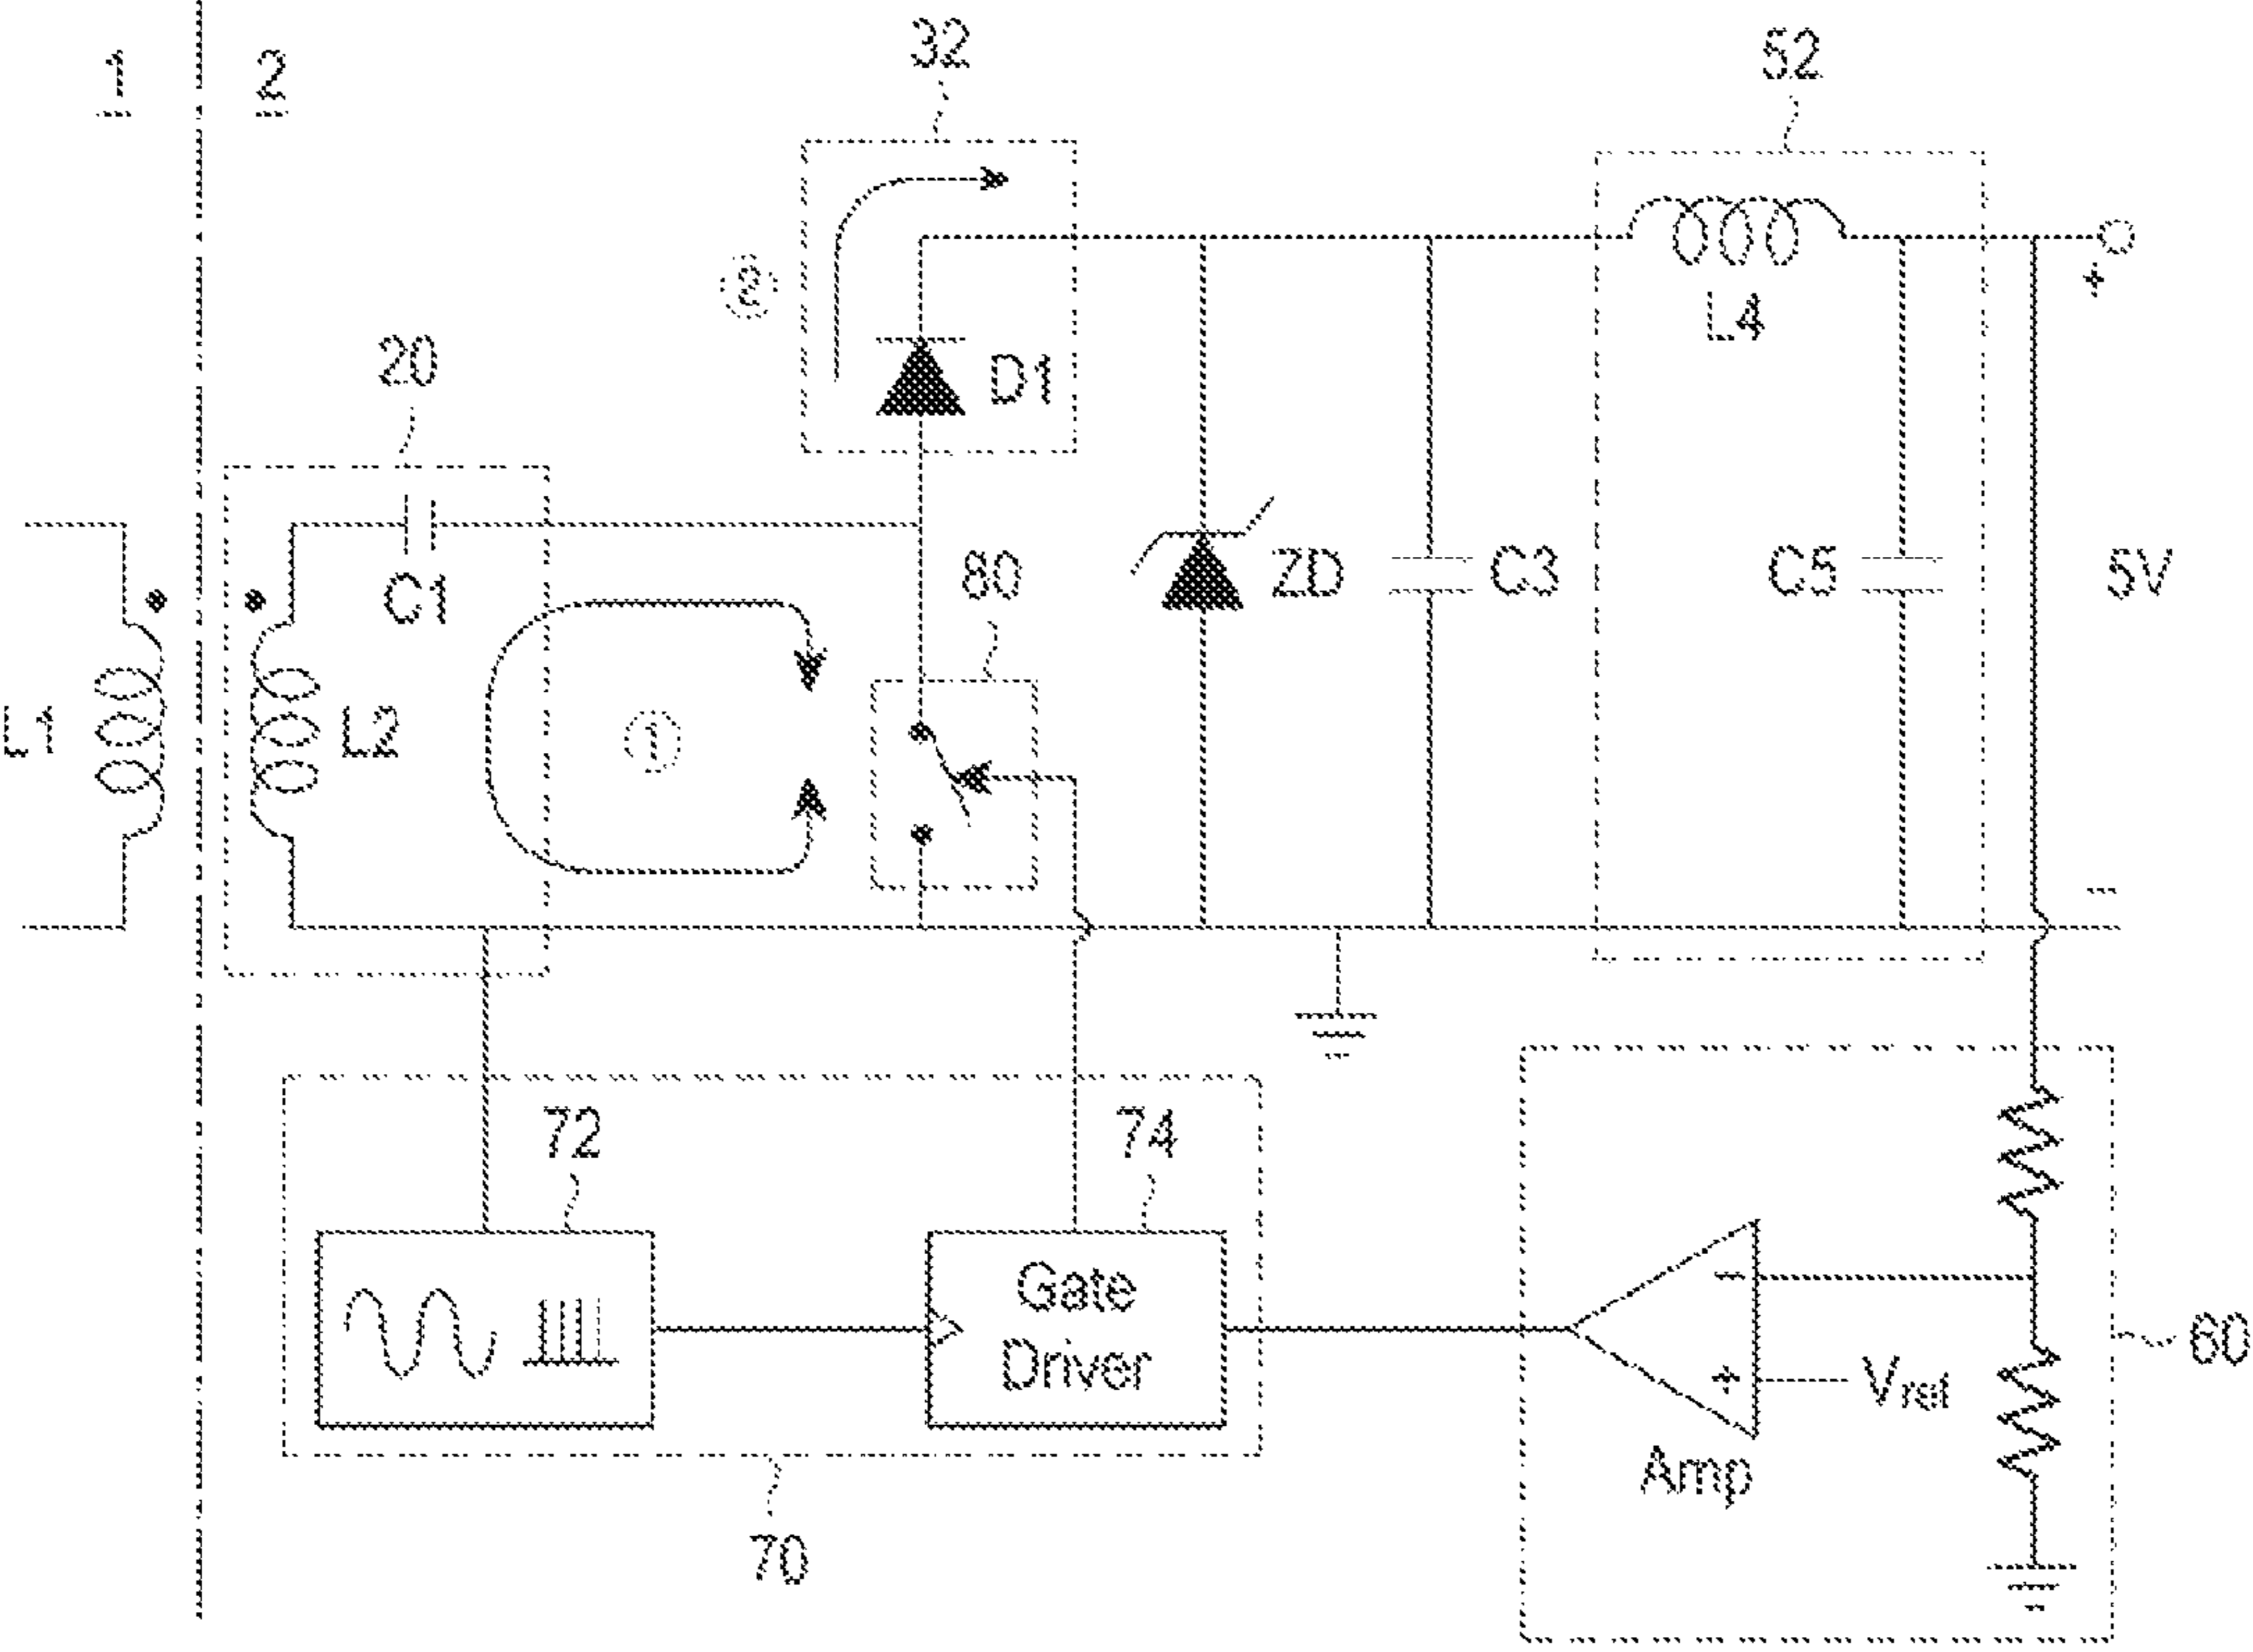 1
2
32
52
②
L4
+
20
D1
C1
80
ZD
C3
C5
5V
L1
L2
①
−
72
74
Gate
Driver
−
+
Vref
60
Amp
70